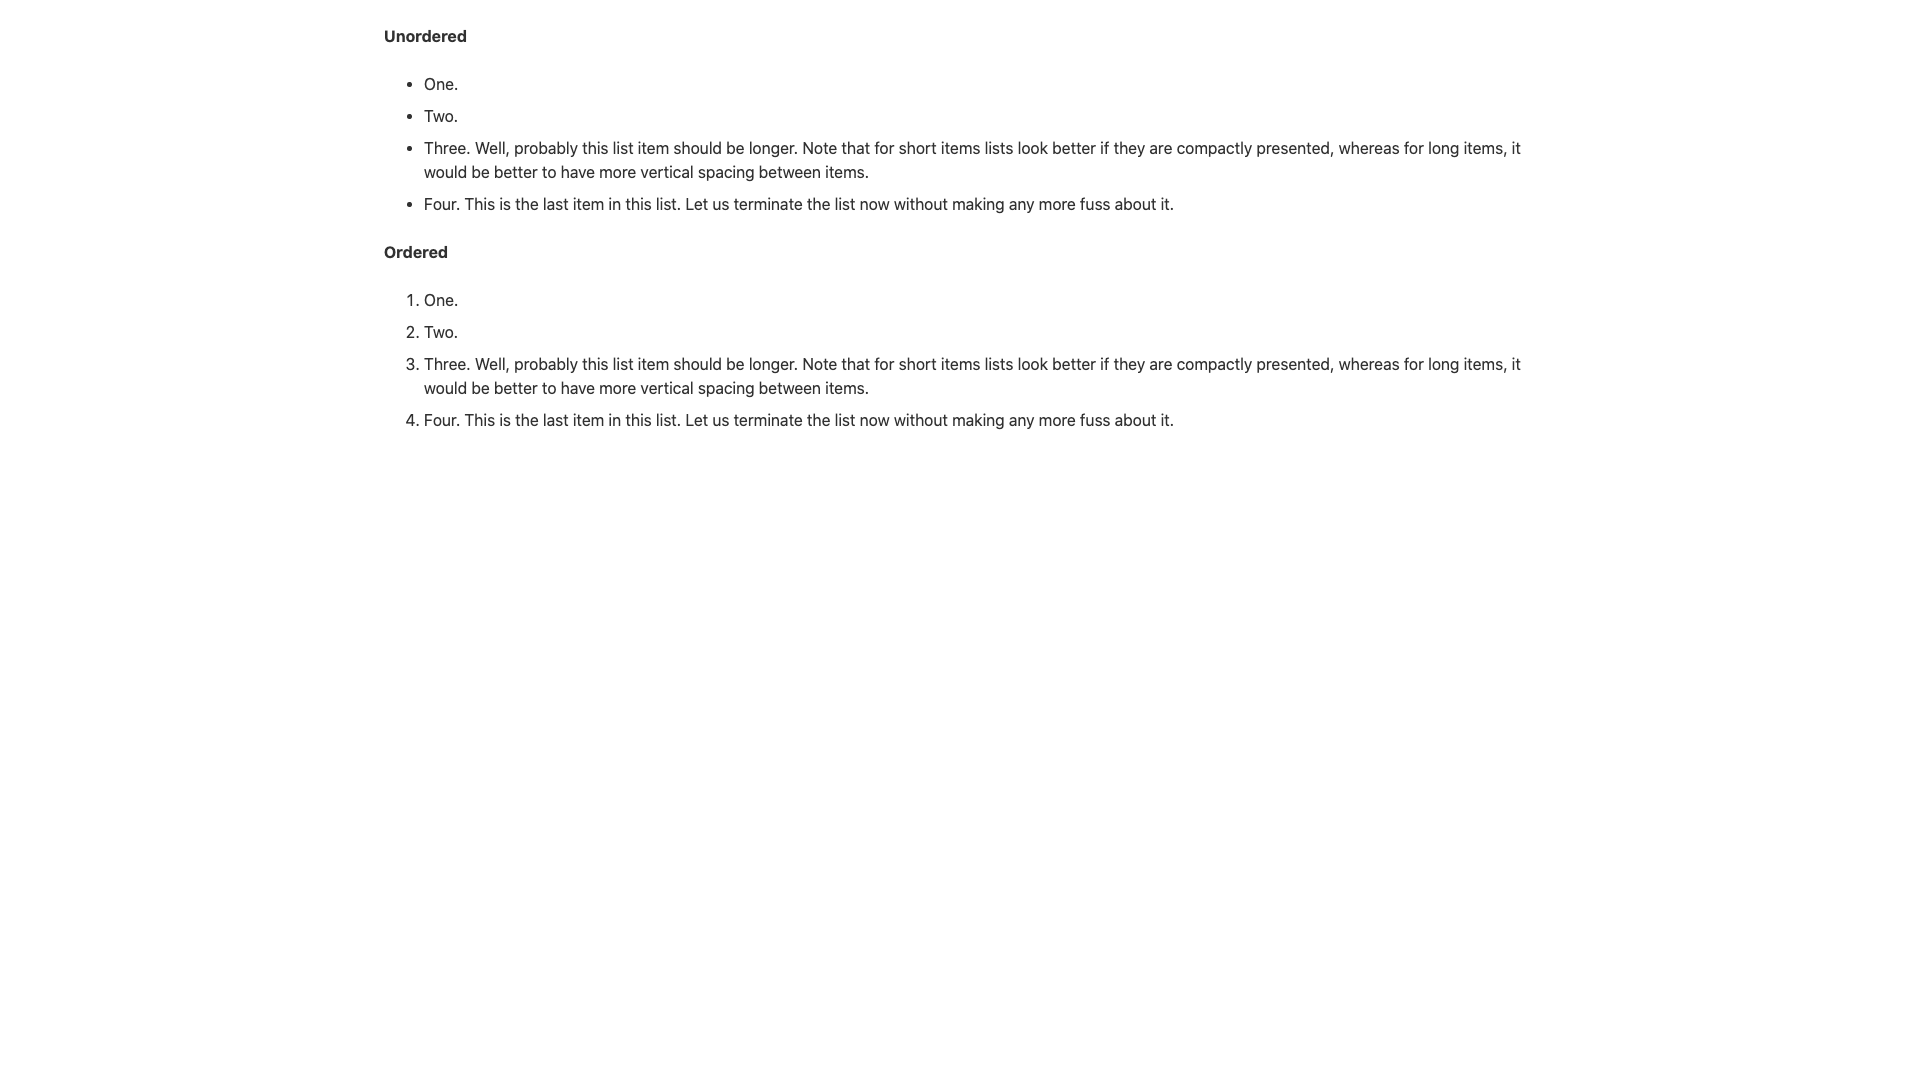 Unordered
• One.
• Two.
• Three. Well, probably this list item should be longer. Note that for short items lists look better if they are compactly presented, whereas for long items, it
would be better to have more vertical spacing between items.
• Four. This is the last item in this list. Let us terminate the list now without making any more fuss about it.
Ordered
1. One.
2. Two.
3. Three. Well, probably this list item should be longer. Note that for short items lists look better if they are compactly presented, whereas for long items, it
would be better to have more vertical spacing between items.
4. Four. This is the last item in this list. Let us terminate the list now without making any more fuss about it.